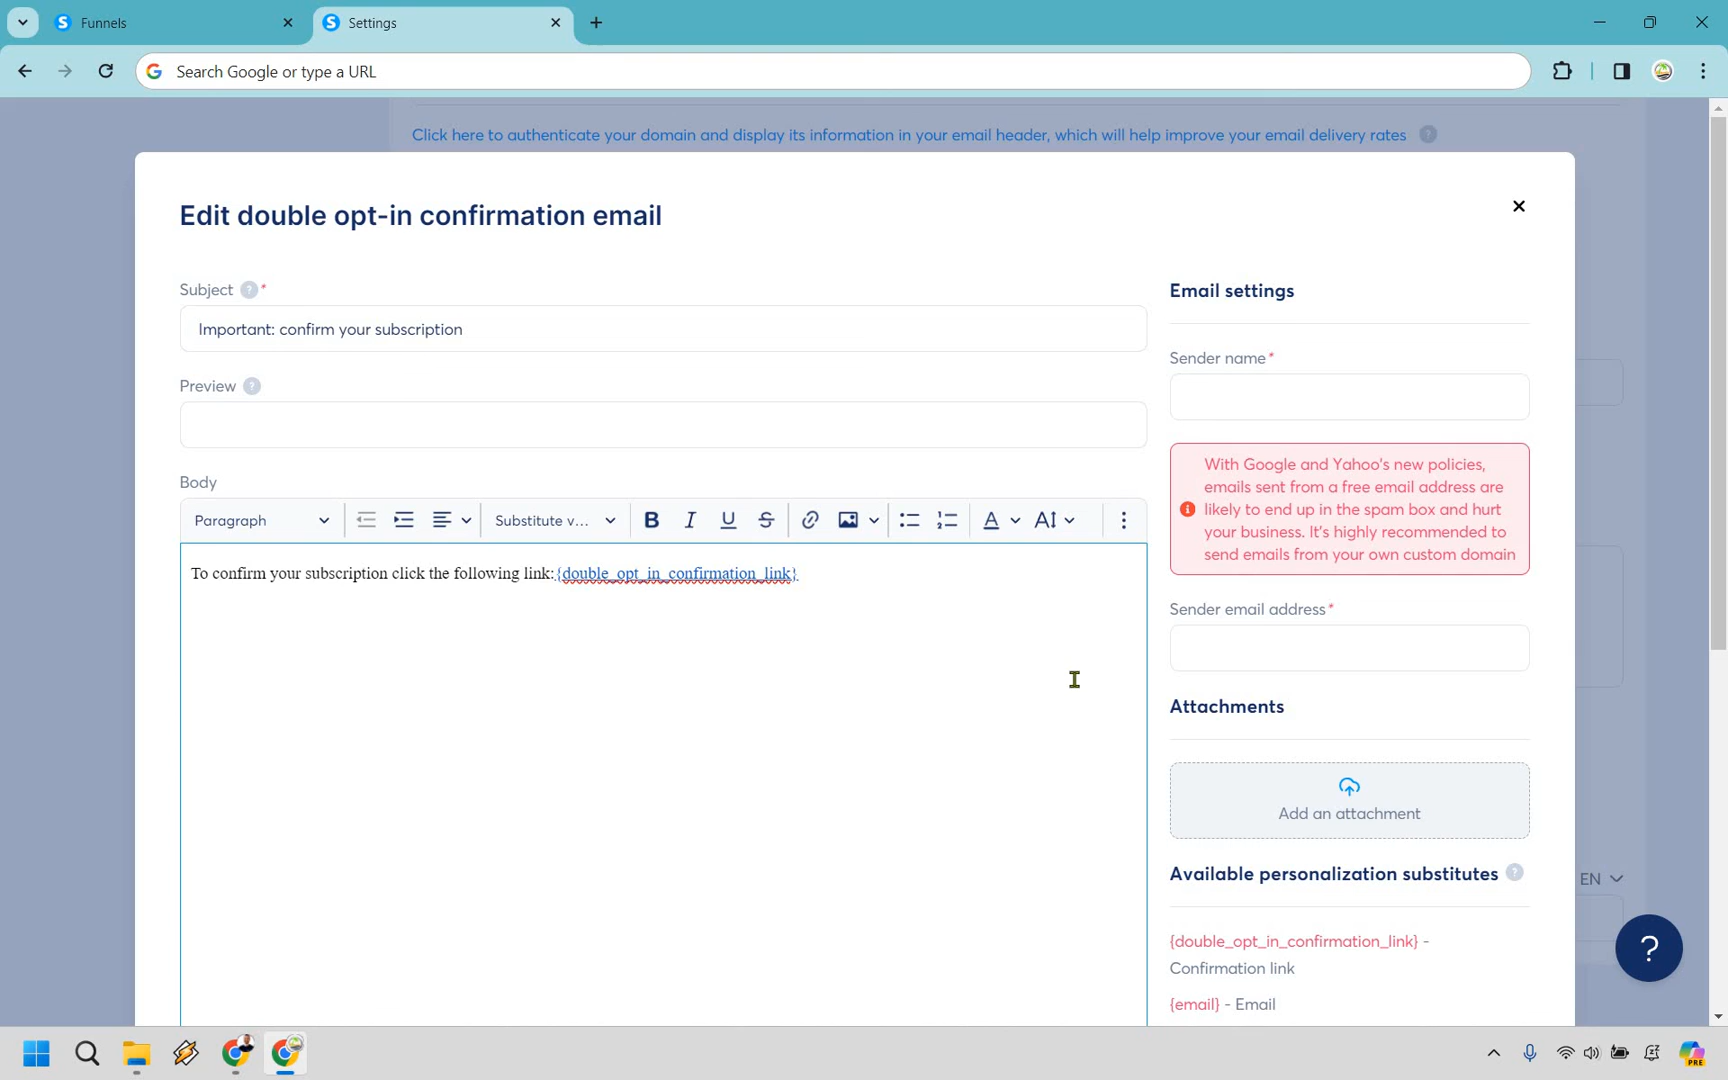 Funnels
Settings
Search Google or type a URL
Click here to authenticate your domain and display its information in your email header, which will help improve your email delivery rates ?
Edit double opt-in confirmation email
Subject ? *
Important: confirm your subscription
Preview ?
Body
Paragraph
Substitute v...
B I U S
A AI
To confirm your subscription click the following link:{double_opt_in_confirmation_link}
Email settings
Sender name*
With Google and Yahoo's new policies,
emails sent from a free email address are
likely to end up in the spam box and hurt
your business. It's highly recommended to
send emails from your own custom domain
Sender email address*
Attachments
Add an attachment
Available personalization substitutes ?
{double_opt_in_confirmation_link} -
Confirmation link
{email} - Email
EN
?
PRE